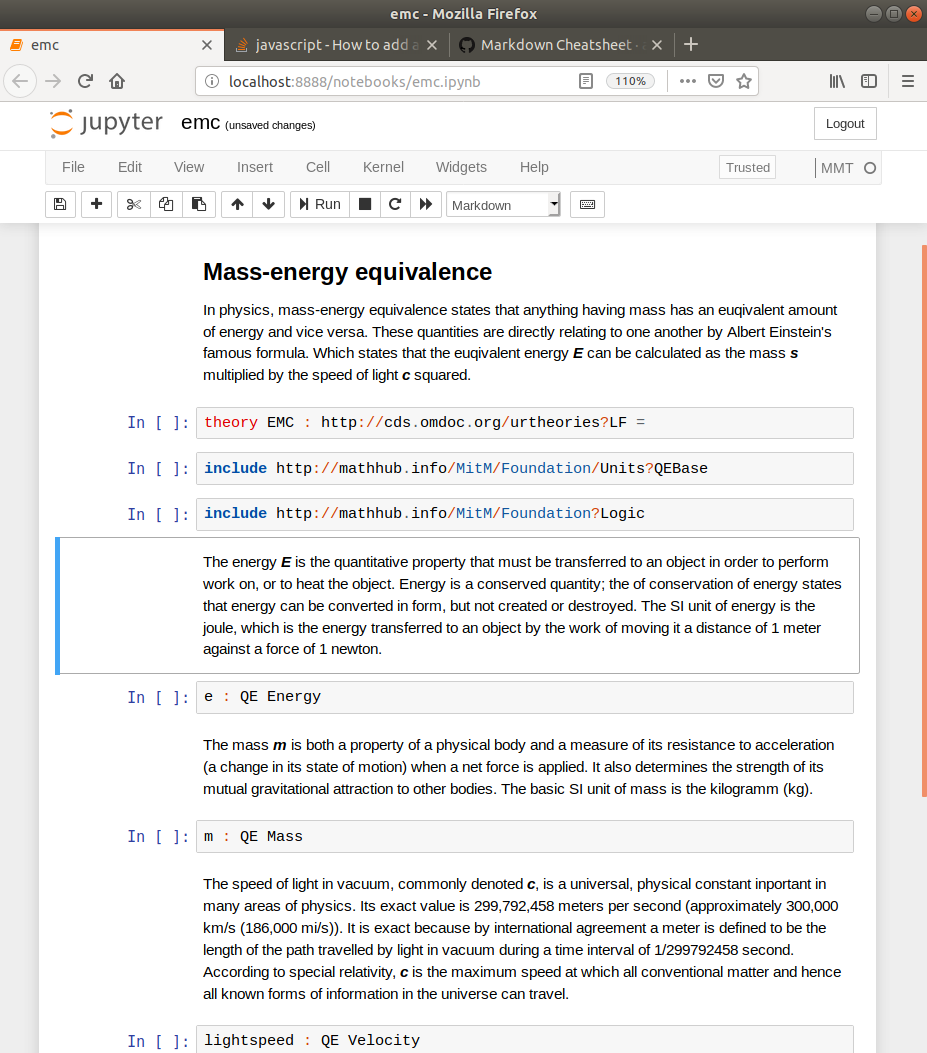 emc - Mozilla Firefox
emc
javascript - How to add a
Markdown Cheatsheet ·
localhost:8888/notebooks/emc.ipynb
110%
jupyter emc (unsaved changes)
Logout
File Edit View Insert Cell Kernel Widgets Help
Trusted
MMT
Run
Markdown
Mass-energy equivalence
In physics, mass-energy equivalence states that anything having mass has an euqivalent amount
of energy and vice versa. These quantities are directly relating to one another by Albert Einstein's
famous formula. Which states that the euqivalent energy E can be calculated as the mass s
multiplied by the speed of light c squared.
In [ ]: theory EMC : http://cds.omdoc.org/urtheories?LF =
In [ ]: include http://mathhub.info/MitM/Foundation/Units?QEBase
In [ ]: include http://mathhub.info/MitM/Foundation?Logic
The energy E is the quantitative property that must be transferred to an object in order to perform
work on, or to heat the object. Energy is a conserved quantity; the of conservation of energy states
that energy can be converted in form, but not created or destroyed. The SI unit of energy is the
joule, which is the energy transferred to an object by the work of moving it a distance of 1 meter
against a force of 1 newton.
In [ ]: e : QE Energy
The mass m is both a property of a physical body and a measure of its resistance to acceleration
(a change in its state of motion) when a net force is applied. It also determines the strength of its
mutual gravitational attraction to other bodies. The basic SI unit of mass is the kilogramm (kg).
In [ ]: m : QE Mass
The speed of light in vacuum, commonly denoted c, is a universal, physical constant inportant in
many areas of physics. Its exact value is 299,792,458 meters per second (approximately 300,000
km/s (186,000 mi/s)). It is exact because by international agreement a meter is defined to be the
length of the path travelled by light in vacuum during a time interval of 1/299792458 second.
According to special relativity, c is the maximum speed at which all conventional matter and hence
all known forms of information in the universe can travel.
In [ ]: lightspeed : QE Velocity